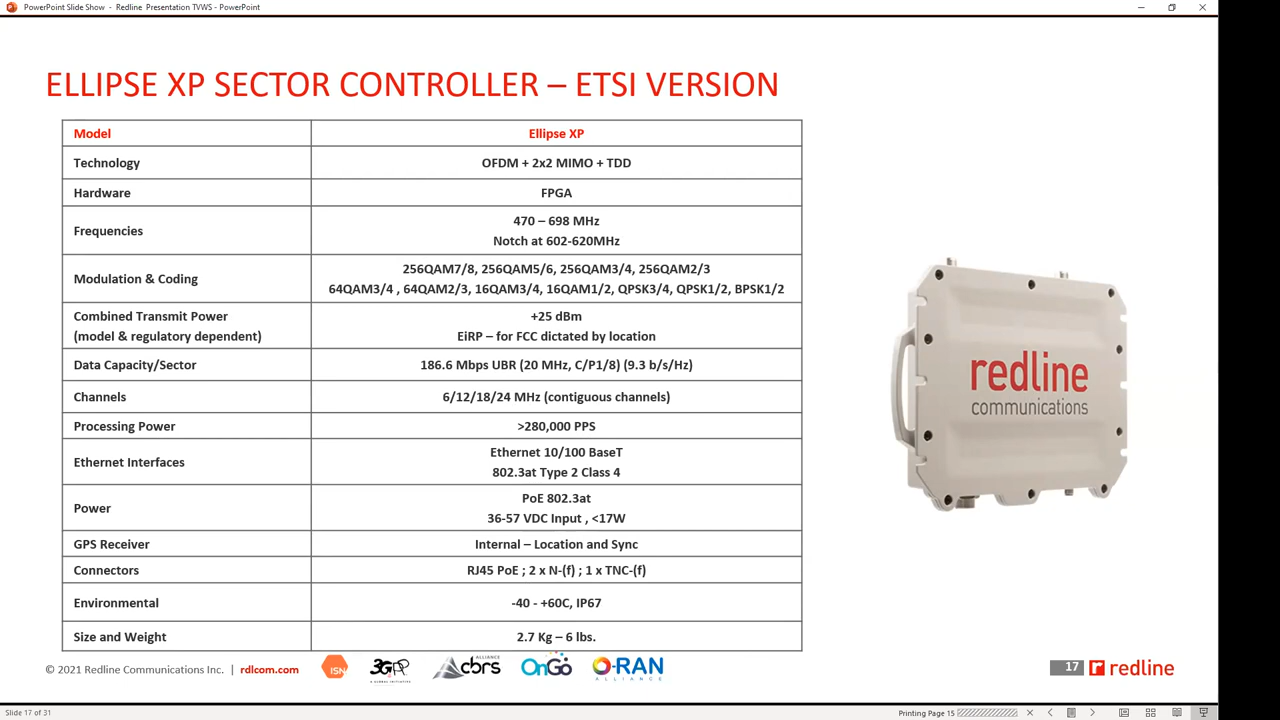 PowerPoint Slide Show - Redline Presentation TVWS - PowerPoint
ELLIPSE XP SECTOR CONTROLLER – ETSI VERSION
Model Ellipse XP
Technology OFDM + 2x2 MIMO + TDD
Hardware FPGA
Frequencies 470 – 698 MHz
Notch at 602-620MHz
Modulation & Coding 256QAM7/8, 256QAM5/6, 256QAM3/4, 256QAM2/3
64QAM3/4 , 64QAM2/3, 16QAM3/4, 16QAM1/2, QPSK3/4, QPSK1/2, BPSK1/2
Combined Transmit Power +25 dBm
(model & regulatory dependent) EiRP – for FCC dictated by location
Data Capacity/Sector 186.6 Mbps UBR (20 MHz, C/P1/8) (9.3 b/s/Hz)
Channels 6/12/18/24 MHz (contiguous channels)
Processing Power >280,000 PPS
Ethernet Interfaces Ethernet 10/100 BaseT
802.3at Type 2 Class 4
Power PoE 802.3at
36-57 VDC Input , <17W
GPS Receiver Internal – Location and Sync
Connectors RJ45 PoE ; 2 x N-(f) ; 1 x TNC-(f)
Environmental -40 - +60C, IP67
Size and Weight 2.7 Kg – 6 lbs.
redline
communications
© 2021 Redline Communications Inc. | rdlcom.com
ISN
3GPP
A GLOBAL INITIATIVE
cbrs
ALLIANCE
OnGo
O-RAN
ALLIANCE
17
redline
Slide 17 of 31
Printing Page 15